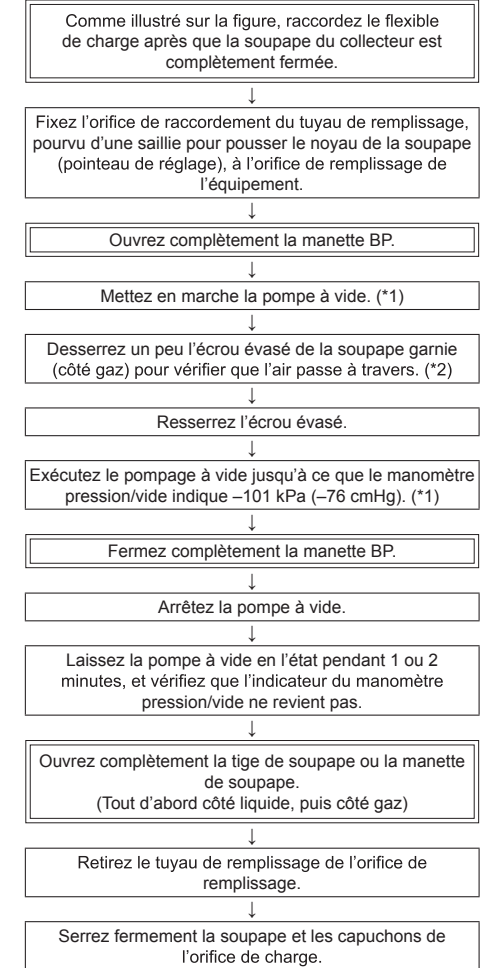 Comme illustré sur la figure, raccordez le flexible
de charge après que la soupape du collecteur est
complètement fermée.
↓
Fixez l'orifice de raccordement du tuyau de remplissage,
pourvu d'une saillie pour pousser le noyau de la soupape
(pointeau de réglage), à l'orifice de remplissage de
l'équipement.
↓
Ouvrez complètement la manette BP.
↓
Mettez en marche la pompe à vide. (*1)
↓
Desserrez un peu l'écrou évasé de la soupape garnie
(côté gaz) pour vérifier que l'air passe à travers. (*2)
↓
Resserrez l'écrou évasé.
↓
Exécutez le pompage à vide jusqu'à ce que le manomètre
pression/vide indique –101 kPa (–76 cmHg). (*1)
↓
Fermez complètement la manette BP.
↓
Arrêtez la pompe à vide.
↓
Laissez la pompe à vide en l'état pendant 1 ou 2
minutes, et vérifiez que l'indicateur du manomètre
pression/vide ne revient pas.
↓
Ouvrez complètement la tige de soupape ou la manette
de soupape.
(Tout d'abord côté liquide, puis côté gaz)
↓
Retirez le tuyau de remplissage de l'orifice de
remplissage.
↓
Serrez fermement la soupape et les capuchons de
l'orifice de charge.